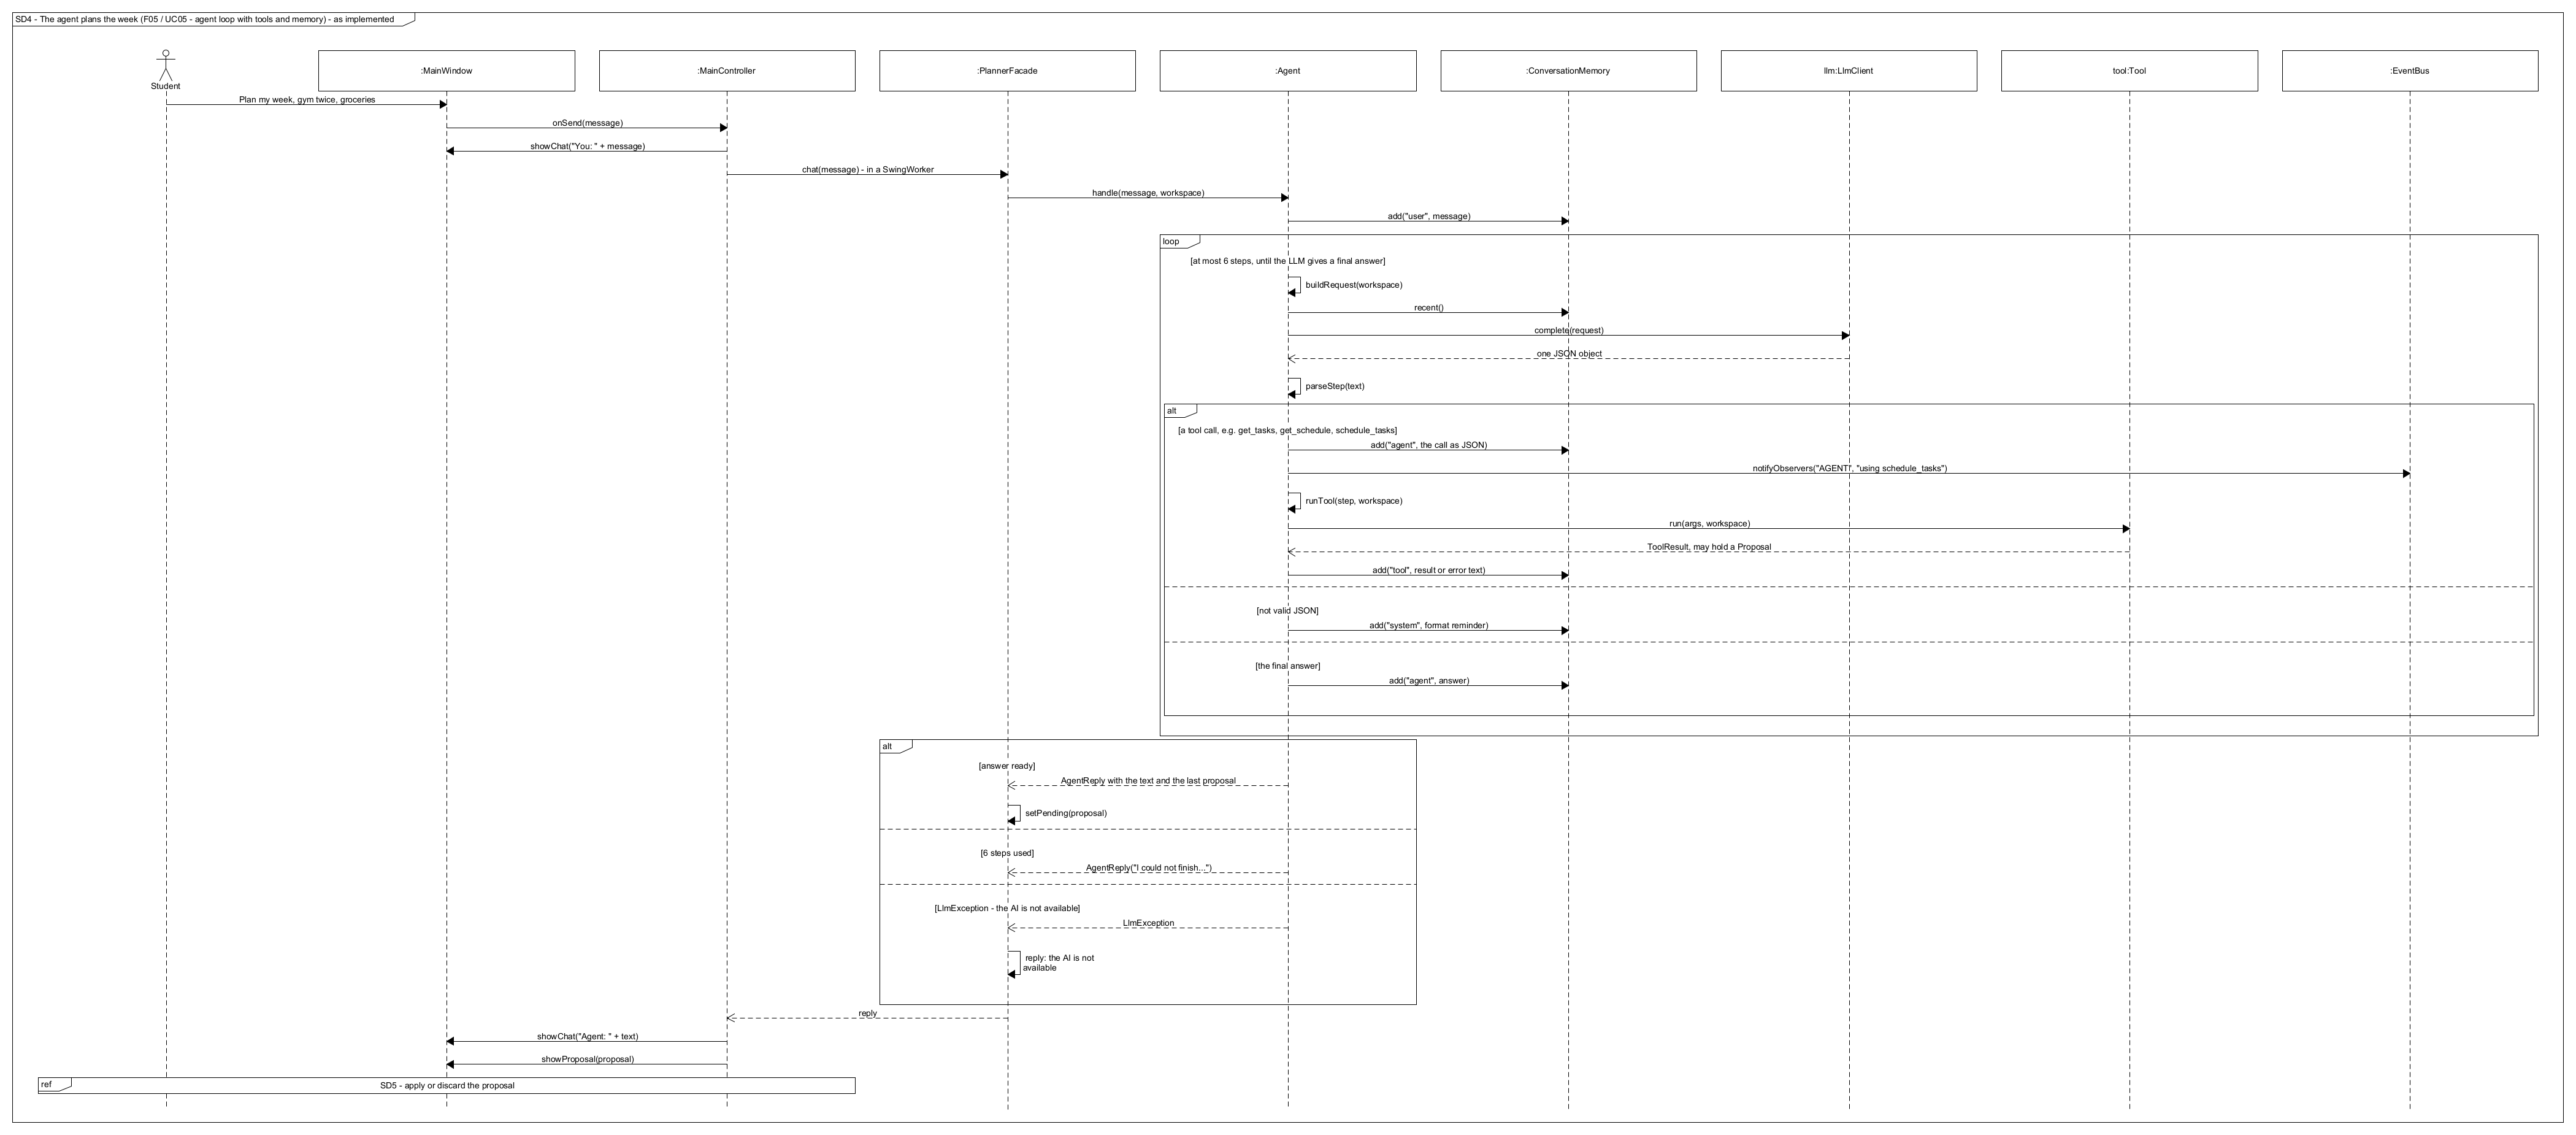 SD4 - The agent plans the week (F05 / UC05 - agent loop with tools and memory) - as implemented
Student
:MainWindow
:MainController
:PlannerFacade
:Agent
:ConversationMemory
llm:LlmClient
tool:Tool
:EventBus
Plan my week, gym twice, groceries
onSend(message)
showChat("You: " + message)
chat(message) - in a SwingWorker
handle(message, workspace)
add("user", message)
loop
[at most 6 steps, until the LLM gives a final answer]
buildRequest(workspace)
recent()
complete(request)
one JSON object
parseStep(text)
alt
[a tool call, e.g. get_tasks, get_schedule, schedule_tasks]
add("agent", the call as JSON)
notifyObservers("AGENT", "using schedule_tasks")
runTool(step, workspace)
run(args, workspace)
ToolResult, may hold a Proposal
add("tool", result or error text)
[not valid JSON]
add("system", format reminder)
[the final answer]
add("agent", answer)
alt
[answer ready]
AgentReply with the text and the last proposal
setPending(proposal)
[6 steps used]
AgentReply("I could not finish...")
[LlmException - the AI is not available]
LlmException
reply: the AI is not
available
reply
showChat("Agent: " + text)
showProposal(proposal)
ref
SD5 - apply or discard the proposal